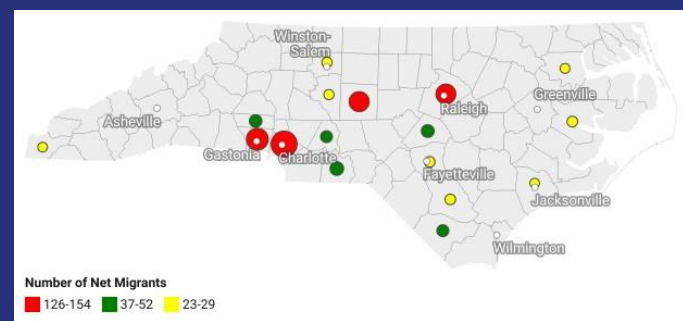 Winston-
Salem
Asheville
Greenville
Raleigh
Gastonia
Charlotte
Fayetteville
Jacksonville
Wilmington
Number of Net Migrants
126-154 37-52 23-29